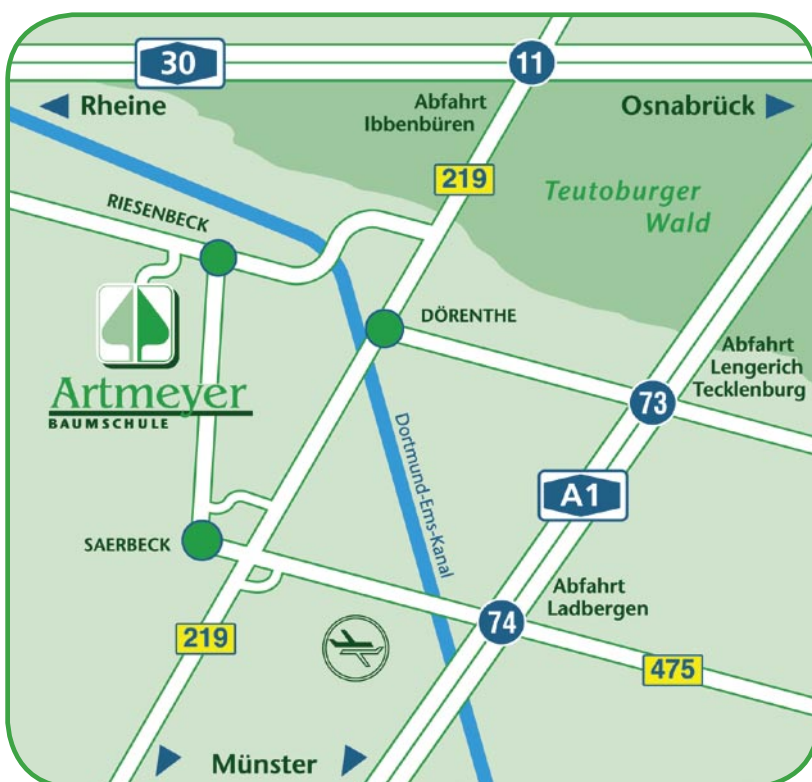 30
11
Rheine
Abfahrt
Ibbenbüren
Osnabrück
219
Teutoburger
Wald
RIESENBECK
DÖRENTHE
Abfahrt
Lengerich
Tecklenburg
Artmeyer
BAUMSCHULE
73
Dortmund-Ems-Kanal
A1
SAERBECK
Abfahrt
Ladbergen
74
219
475
Münster